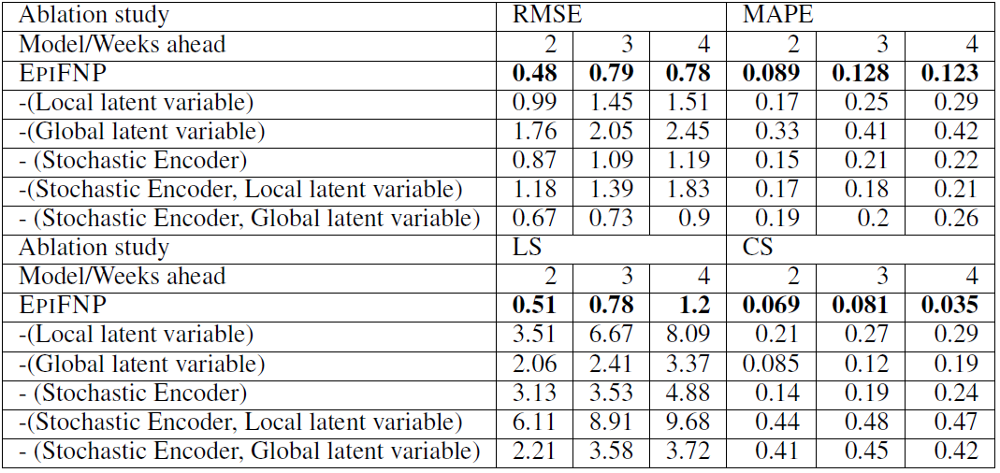 Ablation study RMSE MAPE
Model/Weeks ahead 2 3 4 2 3 4
EPIFNP 0.48 0.79 0.78 0.089 0.128 0.123
-(Local latent variable) 0.99 1.45 1.51 0.17 0.25 0.29
-(Global latent variable) 1.76 2.05 2.45 0.33 0.41 0.42
- (Stochastic Encoder) 0.87 1.09 1.19 0.15 0.21 0.22
-(Stochastic Encoder, Local latent variable) 1.18 1.39 1.83 0.17 0.18 0.21
- (Stochastic Encoder, Global latent variable) 0.67 0.73 0.9 0.19 0.2 0.26
Ablation study LS CS
Model/Weeks ahead 2 3 4 2 3 4
EPIFNP 0.51 0.78 1.2 0.069 0.081 0.035
-(Local latent variable) 3.51 6.67 8.09 0.21 0.27 0.29
-(Global latent variable) 2.06 2.41 3.37 0.085 0.12 0.19
- (Stochastic Encoder) 3.13 3.53 4.88 0.14 0.19 0.24
-(Stochastic Encoder, Local latent variable) 6.11 8.91 9.68 0.44 0.48 0.47
- (Stochastic Encoder, Global latent variable) 2.21 3.58 3.72 0.41 0.45 0.42